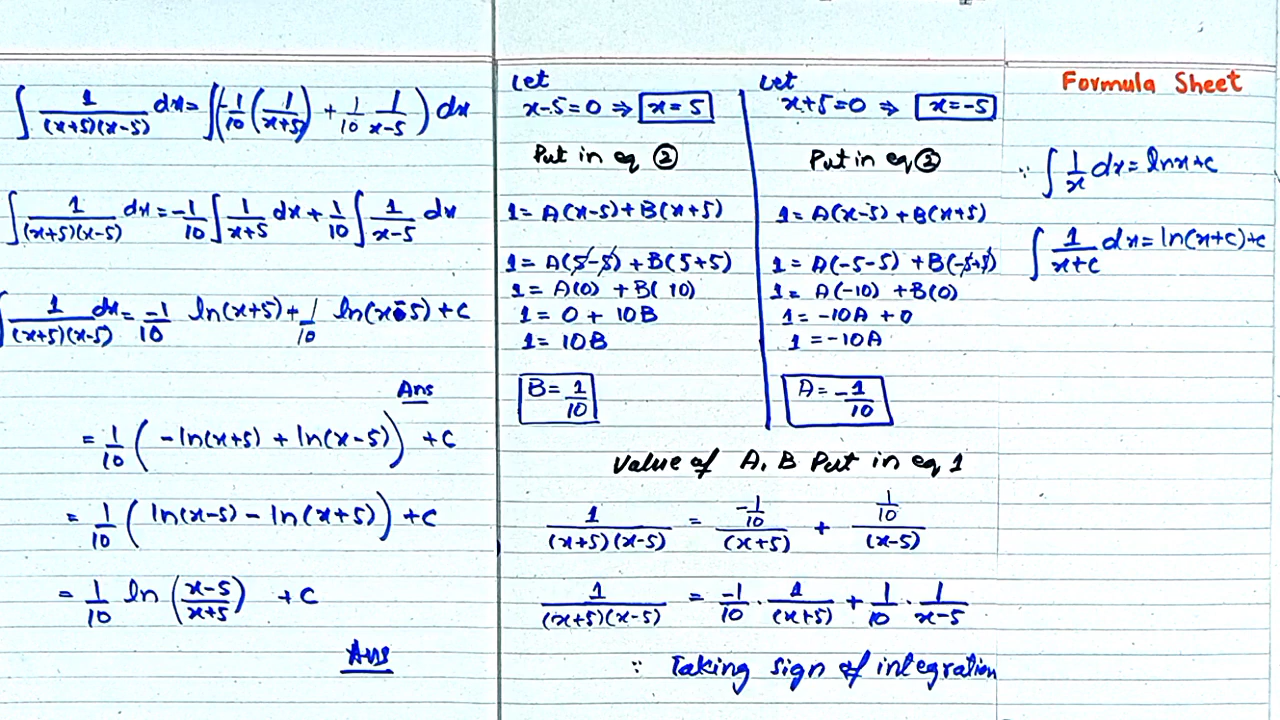 ∫ 1/((x+5)(x-5)) dx = ∫(-1/10 (1/(x+5)) + 1/10 1/(x-5)) dx
∫ 1/((x+5)(x-5)) dx = -1/10 ∫ 1/(x+5) dx + 1/10 ∫ 1/(x-5) dx
∫ 1/((x+5)(x-5)) dx = -1/10 ln(x+5) + 1/10 ln(x-5) + c
Ans
= 1/10 ( -ln(x+5) + ln(x-5) ) + c
= 1/10 ( ln(x-5) - ln(x+5) ) + c
= 1/10 ln ( (x-5)/(x+5) ) + c
Ans
Let
x-5=0 ⇒ x=5
Put in eq ②
1 = A(x-5) + B(x+5)
1 = A(5-5) + B(5+5)
1 = A(0) + B(10)
1 = 0 + 10B
1 = 10B
B = 1/10
Let
x+5=0 ⇒ x=-5
Put in eq ②
1 = A(x-5) + B(x+5)
1 = A(-5-5) + B(-5+5)
1 = A(-10) + B(0)
1 = -10A + 0
1 = -10A
A = -1/10
Value of A, B Put in eq 1
1/((x+5)(x-5)) = (-1/10)/(x+5) + (1/10)/(x-5)
1/((x+5)(x-5)) = -1/10 · 1/(x+5) + 1/10 · 1/(x-5)
∵ Taking sign of integration
Formula Sheet
∵ ∫ 1/x dx = lnx+c
∫ 1/(x+c) dx = ln(x+c)+c